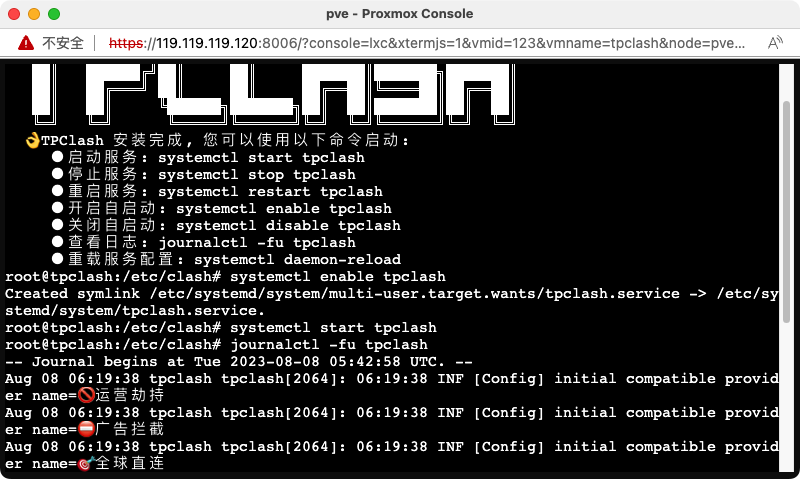 pve - Proxmox Console
不安全 | https://119.119.119.120:8006/?console=lxc&xtermjs=1&vmid=123&vmname=tpclash&node=pve...
TPCLASH
👌TPClash 安装完成, 您可以使用以下命令启动:
● 启动服务: systemctl start tpclash
● 停止服务: systemctl stop tpclash
● 重启服务: systemctl restart tpclash
● 开启自启动: systemctl enable tpclash
● 关闭自启动: systemctl disable tpclash
● 查看日志: journalctl -fu tpclash
● 重载服务配置: systemctl daemon-reload
root@tpclash:/etc/clash# systemctl enable tpclash
Created symlink /etc/systemd/system/multi-user.target.wants/tpclash.service -> /etc/sy
stemd/system/tpclash.service.
root@tpclash:/etc/clash# systemctl start tpclash
root@tpclash:/etc/clash# journalctl -fu tpclash
-- Journal begins at Tue 2023-08-08 05:42:58 UTC. --
Aug 08 06:19:38 tpclash tpclash[2064]: 06:19:38 INF [Config] initial compatible provid
er name=🚫运营劫持
Aug 08 06:19:38 tpclash tpclash[2064]: 06:19:38 INF [Config] initial compatible provid
er name=⛔广告拦截
Aug 08 06:19:38 tpclash tpclash[2064]: 06:19:38 INF [Config] initial compatible provid
er name=🎯全球直连